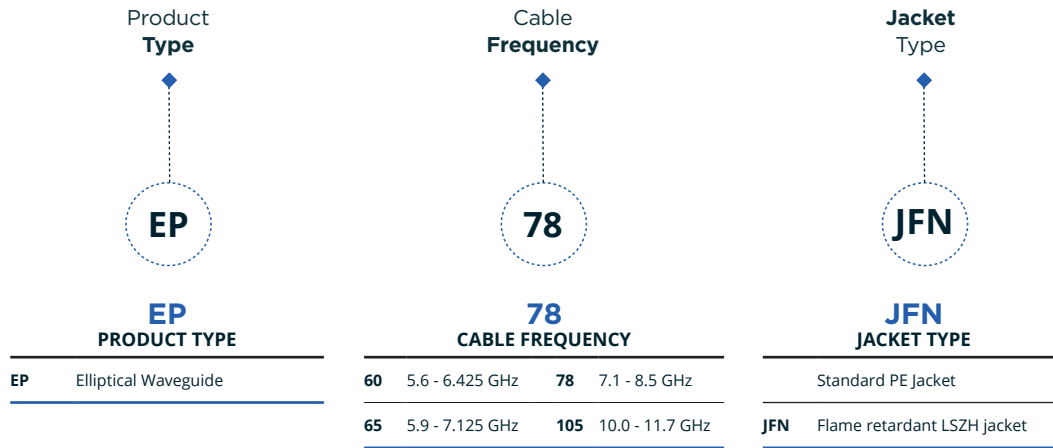 Product
Type
Cable
Frequency
Jacket
Type
EP
78
JFN
EP
PRODUCT TYPE
EP Elliptical Waveguide
78
CABLE FREQUENCY
60 5.6 - 6.425 GHz 78 7.1 - 8.5 GHz
65 5.9 - 7.125 GHz 105 10.0 - 11.7 GHz
JFN
JACKET TYPE
Standard PE Jacket
JFN Flame retardant LSZH jacket